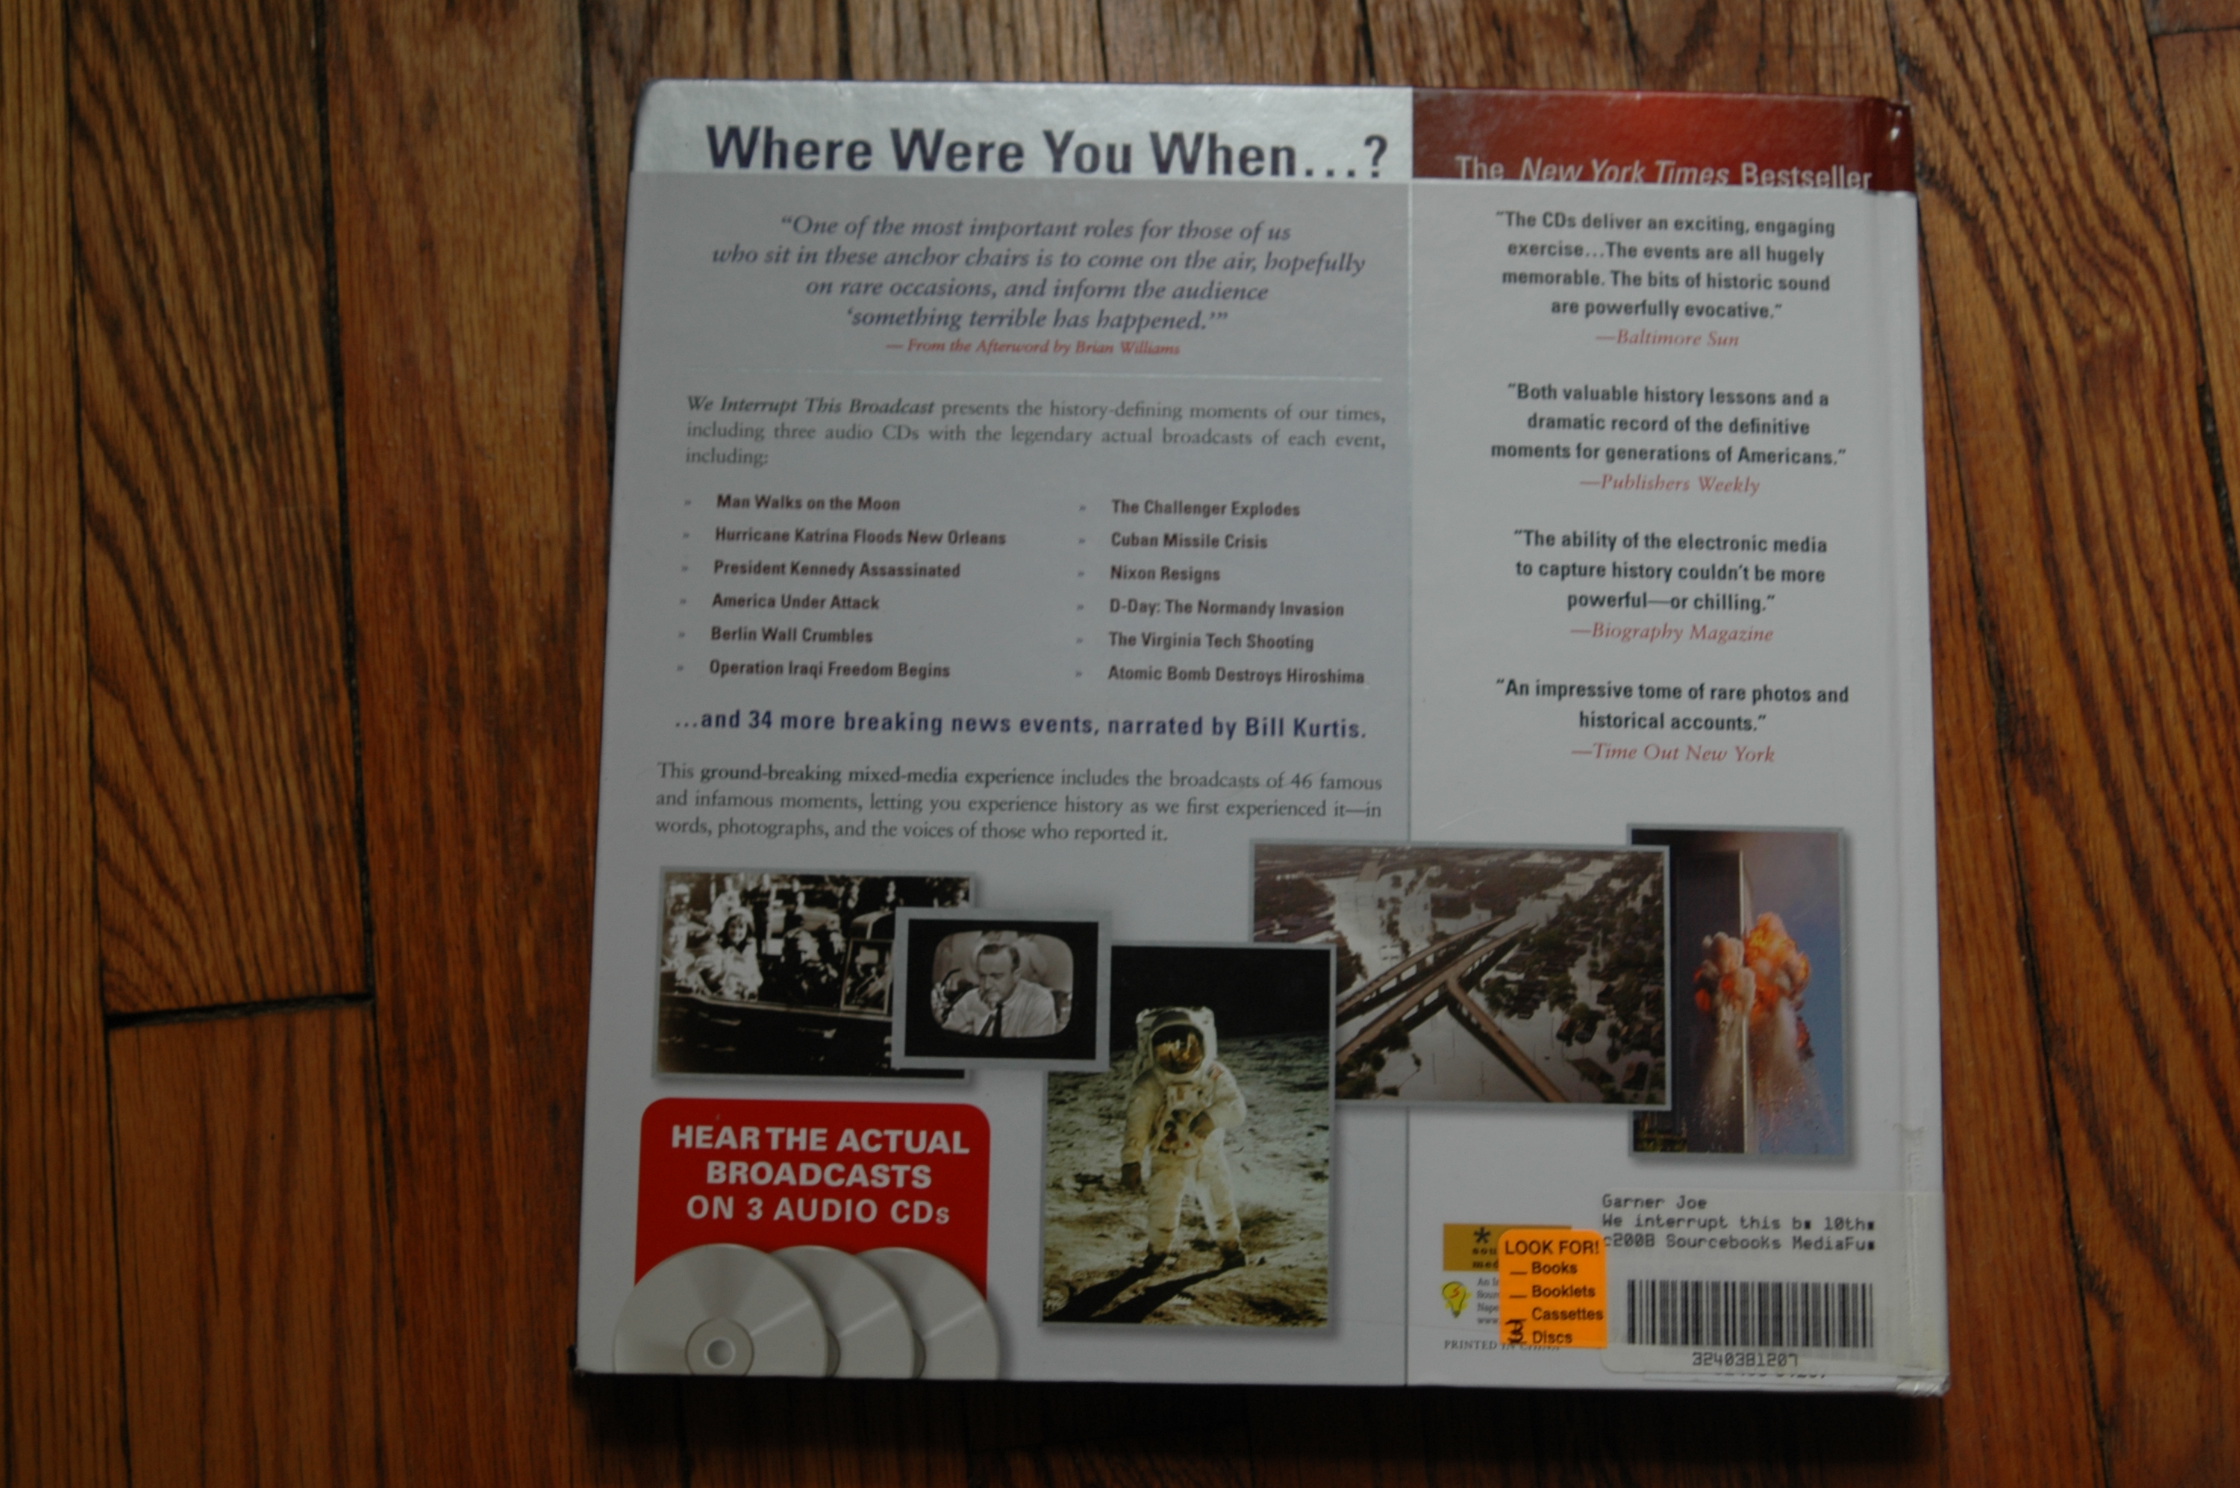 Where Were You When...?
The New York Times Bestseller
“One of the most important roles for those of us
who sit in these anchor chairs is to come on the air, hopefully
on rare occasions, and inform the audience
‘something terrible has happened.’”
— From the Afterword by Brian Williams
We Interrupt This Broadcast presents the history-defining moments of our times,
including three audio CDs with the legendary actual broadcasts of each event,
including:
» Man Walks on the Moon
» Hurricane Katrina Floods New Orleans
» President Kennedy Assassinated
» America Under Attack
» Berlin Wall Crumbles
» Operation Iraqi Freedom Begins
» The Challenger Explodes
» Cuban Missile Crisis
» Nixon Resigns
» D-Day: The Normandy Invasion
» The Virginia Tech Shooting
» Atomic Bomb Destroys Hiroshima
...and 34 more breaking news events, narrated by Bill Kurtis.
This ground-breaking mixed-media experience includes the broadcasts of 46 famous
and infamous moments, letting you experience history as we first experienced it—in
words, photographs, and the voices of those who reported it.
HEAR THE ACTUAL
BROADCASTS
ON 3 AUDIO CDs
“The CDs deliver an exciting, engaging
exercise...The events are all hugely
memorable. The bits of historic sound
are powerfully evocative.”
—Baltimore Sun
“Both valuable history lessons and a
dramatic record of the definitive
moments for generations of Americans.”
—Publishers Weekly
“The ability of the electronic media
to capture history couldn’t be more
powerful—or chilling.”
—Biography Magazine
“An impressive tome of rare photos and
historical accounts.”
—Time Out New York
Garner Joe
We interrupt this b 10th
c2008 Sourcebooks MediaFu
LOOK FOR!
__ Books
__ Booklets
__ Cassettes
3 Discs
PRINTED IN CHINA
3240381207